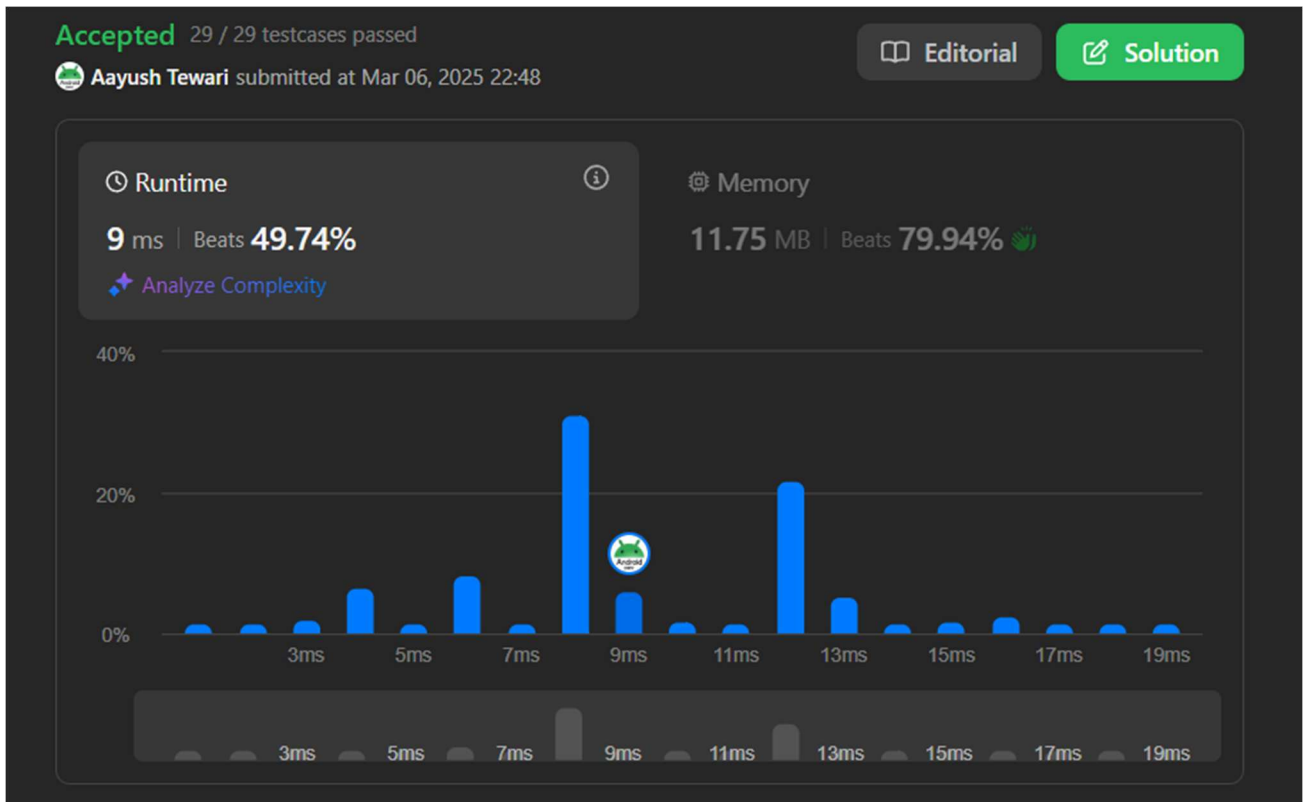 Accepted 29 / 29 testcases passed
Editorial
Solution
Aayush Tewari submitted at Mar 06, 2025 22:48
Runtime
9 ms | Beats 49.74%
Analyze Complexity
Memory
11.75 MB | Beats 79.94%
40%
20%
0%
Android
3ms 5ms 7ms 9ms 11ms 13ms 15ms 17ms 19ms
3ms 5ms 7ms 9ms 11ms 13ms 15ms 17ms 19ms